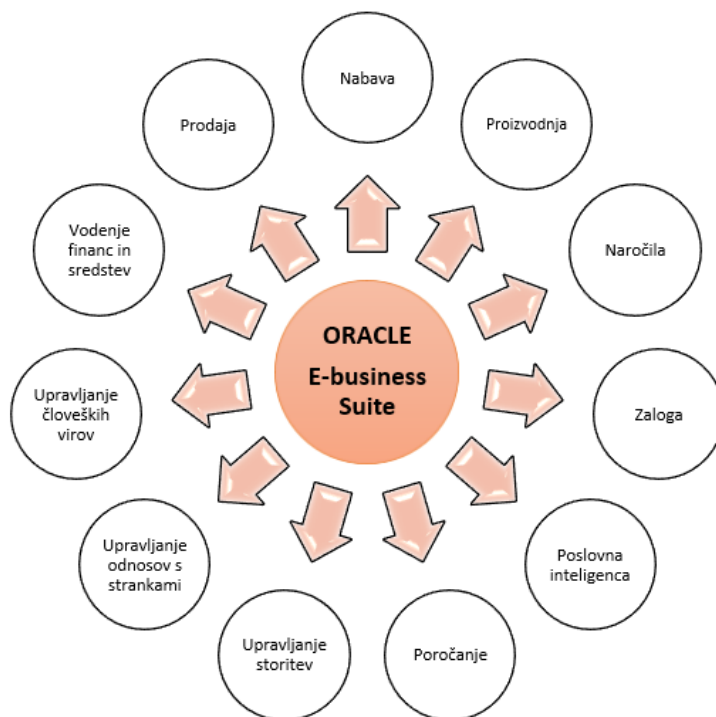 Nabava
Proizvodnja
Naročila
Zaloga
Poslovna
inteligenca
Poročanje
Upravljanje
storitev
Upravljanje
odnosov s
strankami
Upravljanje
človeških
virov
Vodenje
financ in
sredstev
Prodaja
ORACLE
E-business
Suite